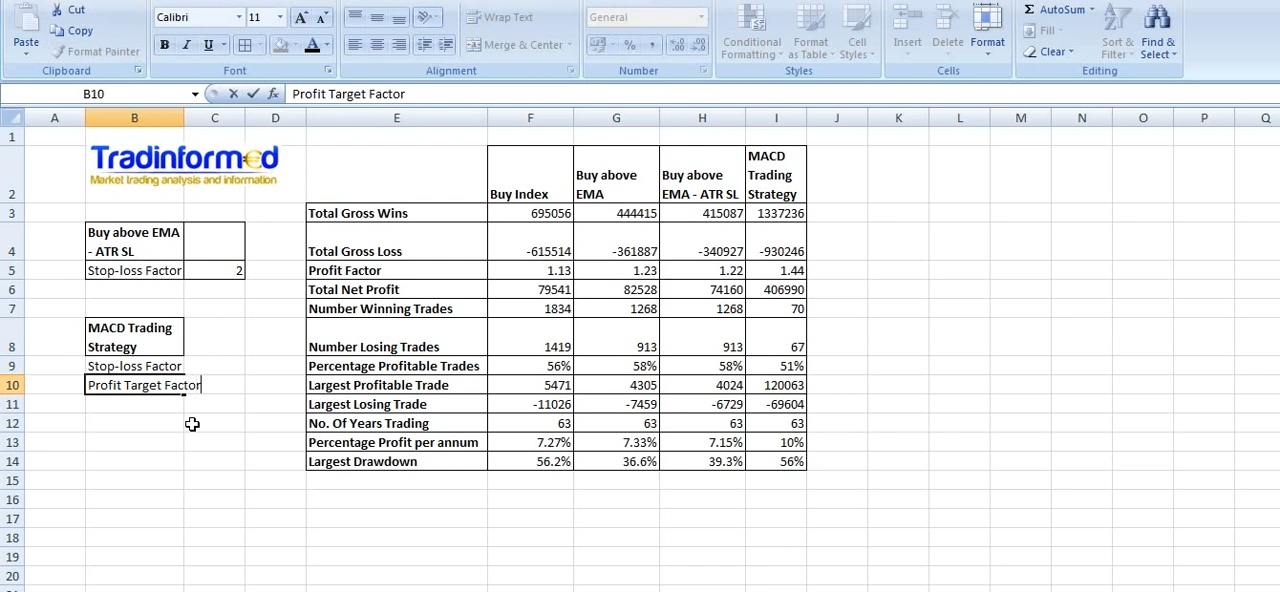 Cut
Calibri 11 A A Wrap Text General Σ AutoSum
Copy Fill
Paste Format Painter B I U A Merge & Center % , Conditional Formatting Format as Table Cell Styles Insert Delete Format Clear Sort & Filter Find & Select
Clipboard Font Alignment Number Styles Cells Editing
B10 fx Profit Target Factor
A B C D E F G H I J K L M N O P Q
1
Tradinformed
Market trading analysis and information
2 Buy Index Buy above EMA Buy above EMA - ATR SL MACD Trading Strategy
3 Total Gross Wins 695056 444415 415087 1337236
4 Buy above EMA - ATR SL Total Gross Loss -615514 -361887 -340927 -930246
5 Stop-loss Factor 2 Profit Factor 1.13 1.23 1.22 1.44
6 Total Net Profit 79541 82528 74160 406990
7 Number Winning Trades 1834 1268 1268 70
8 MACD Trading Strategy Number Losing Trades 1419 913 913 67
9 Stop-loss Factor Percentage Profitable Trades 56% 58% 58% 51%
10 Profit Target Factor Largest Profitable Trade 5471 4305 4024 120063
11 Largest Losing Trade -11026 -7459 -6729 -69604
12 No. Of Years Trading 63 63 63 63
13 Percentage Profit per annum 7.27% 7.33% 7.15% 10%
14 Largest Drawdown 56.2% 36.6% 39.3% 56%
15
16
17
18
19
20